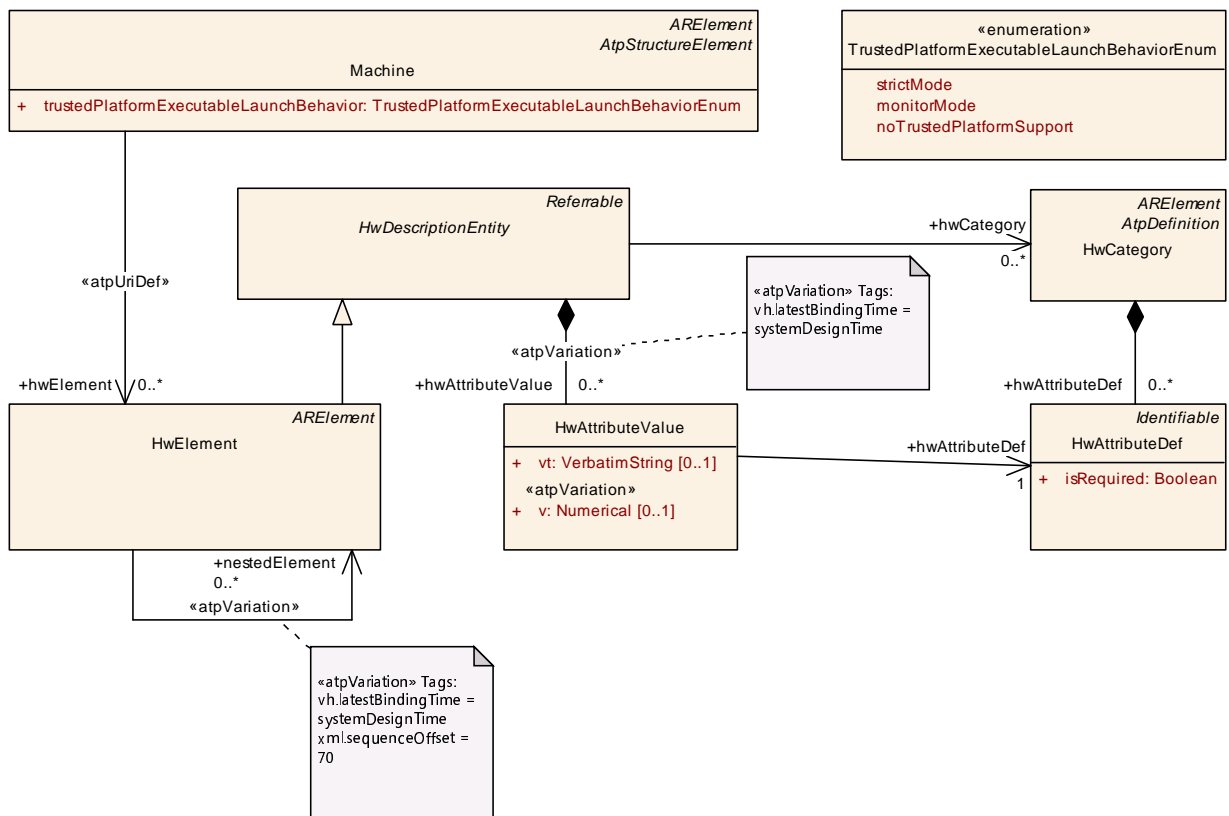 ARElement
AtpStructureElement
Machine
+ trustedPlatformExecutableLaunchBehavior: TrustedPlatformExecutableLaunchBehaviorEnum
«enumeration»
TrustedPlatformExecutableLaunchBehaviorEnum
strictMode
monitorMode
noTrustedPlatformSupport
Referrable
HwDescriptionEntity
ARElement
AtpDefinition
HwCategory
+hwCategory
0..*
«atpUriDef»
«atpVariation» Tags:
vh.latestBindingTime =
systemDesignTime
«atpVariation»
+hwElement 0..*
+hwAttributeValue 0..*
+hwAttributeDef 0..*
ARElement
HwElement
HwAttributeValue
+ vt: VerbatimString [0..1]
«atpVariation»
+ v: Numerical [0..1]
+hwAttributeDef
1
Identifiable
HwAttributeDef
+ isRequired: Boolean
+nestedElement
0..*
«atpVariation»
«atpVariation» Tags:
vh.latestBindingTime =
systemDesignTime
xml.sequenceOffset =
70